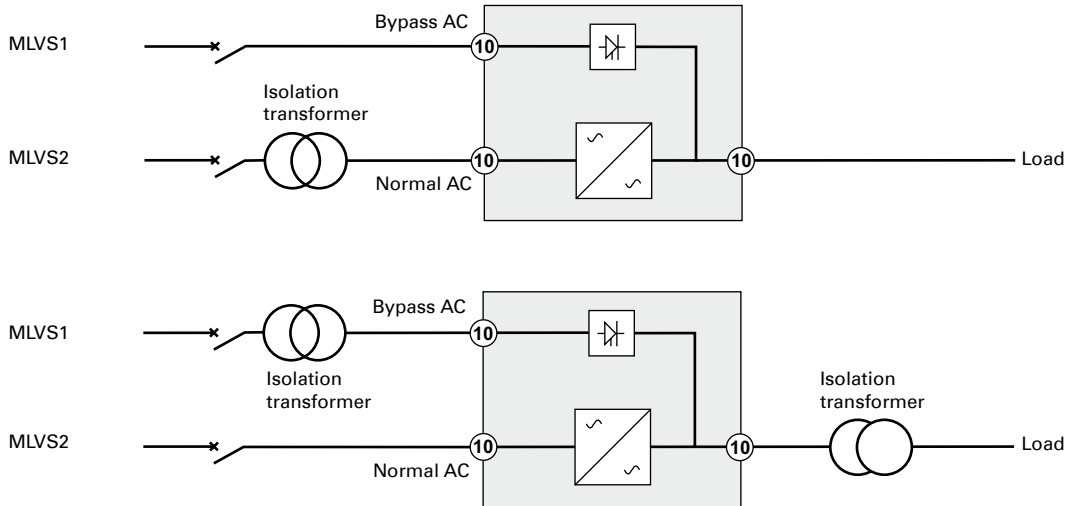 Bypass AC
MLVS1
10
Isolation
transformer
MLVS2
10
10
Load
Normal AC
Bypass AC
MLVS1
10
Isolation
transformer
Isolation
transformer
MLVS2
10
10
Load
Normal AC